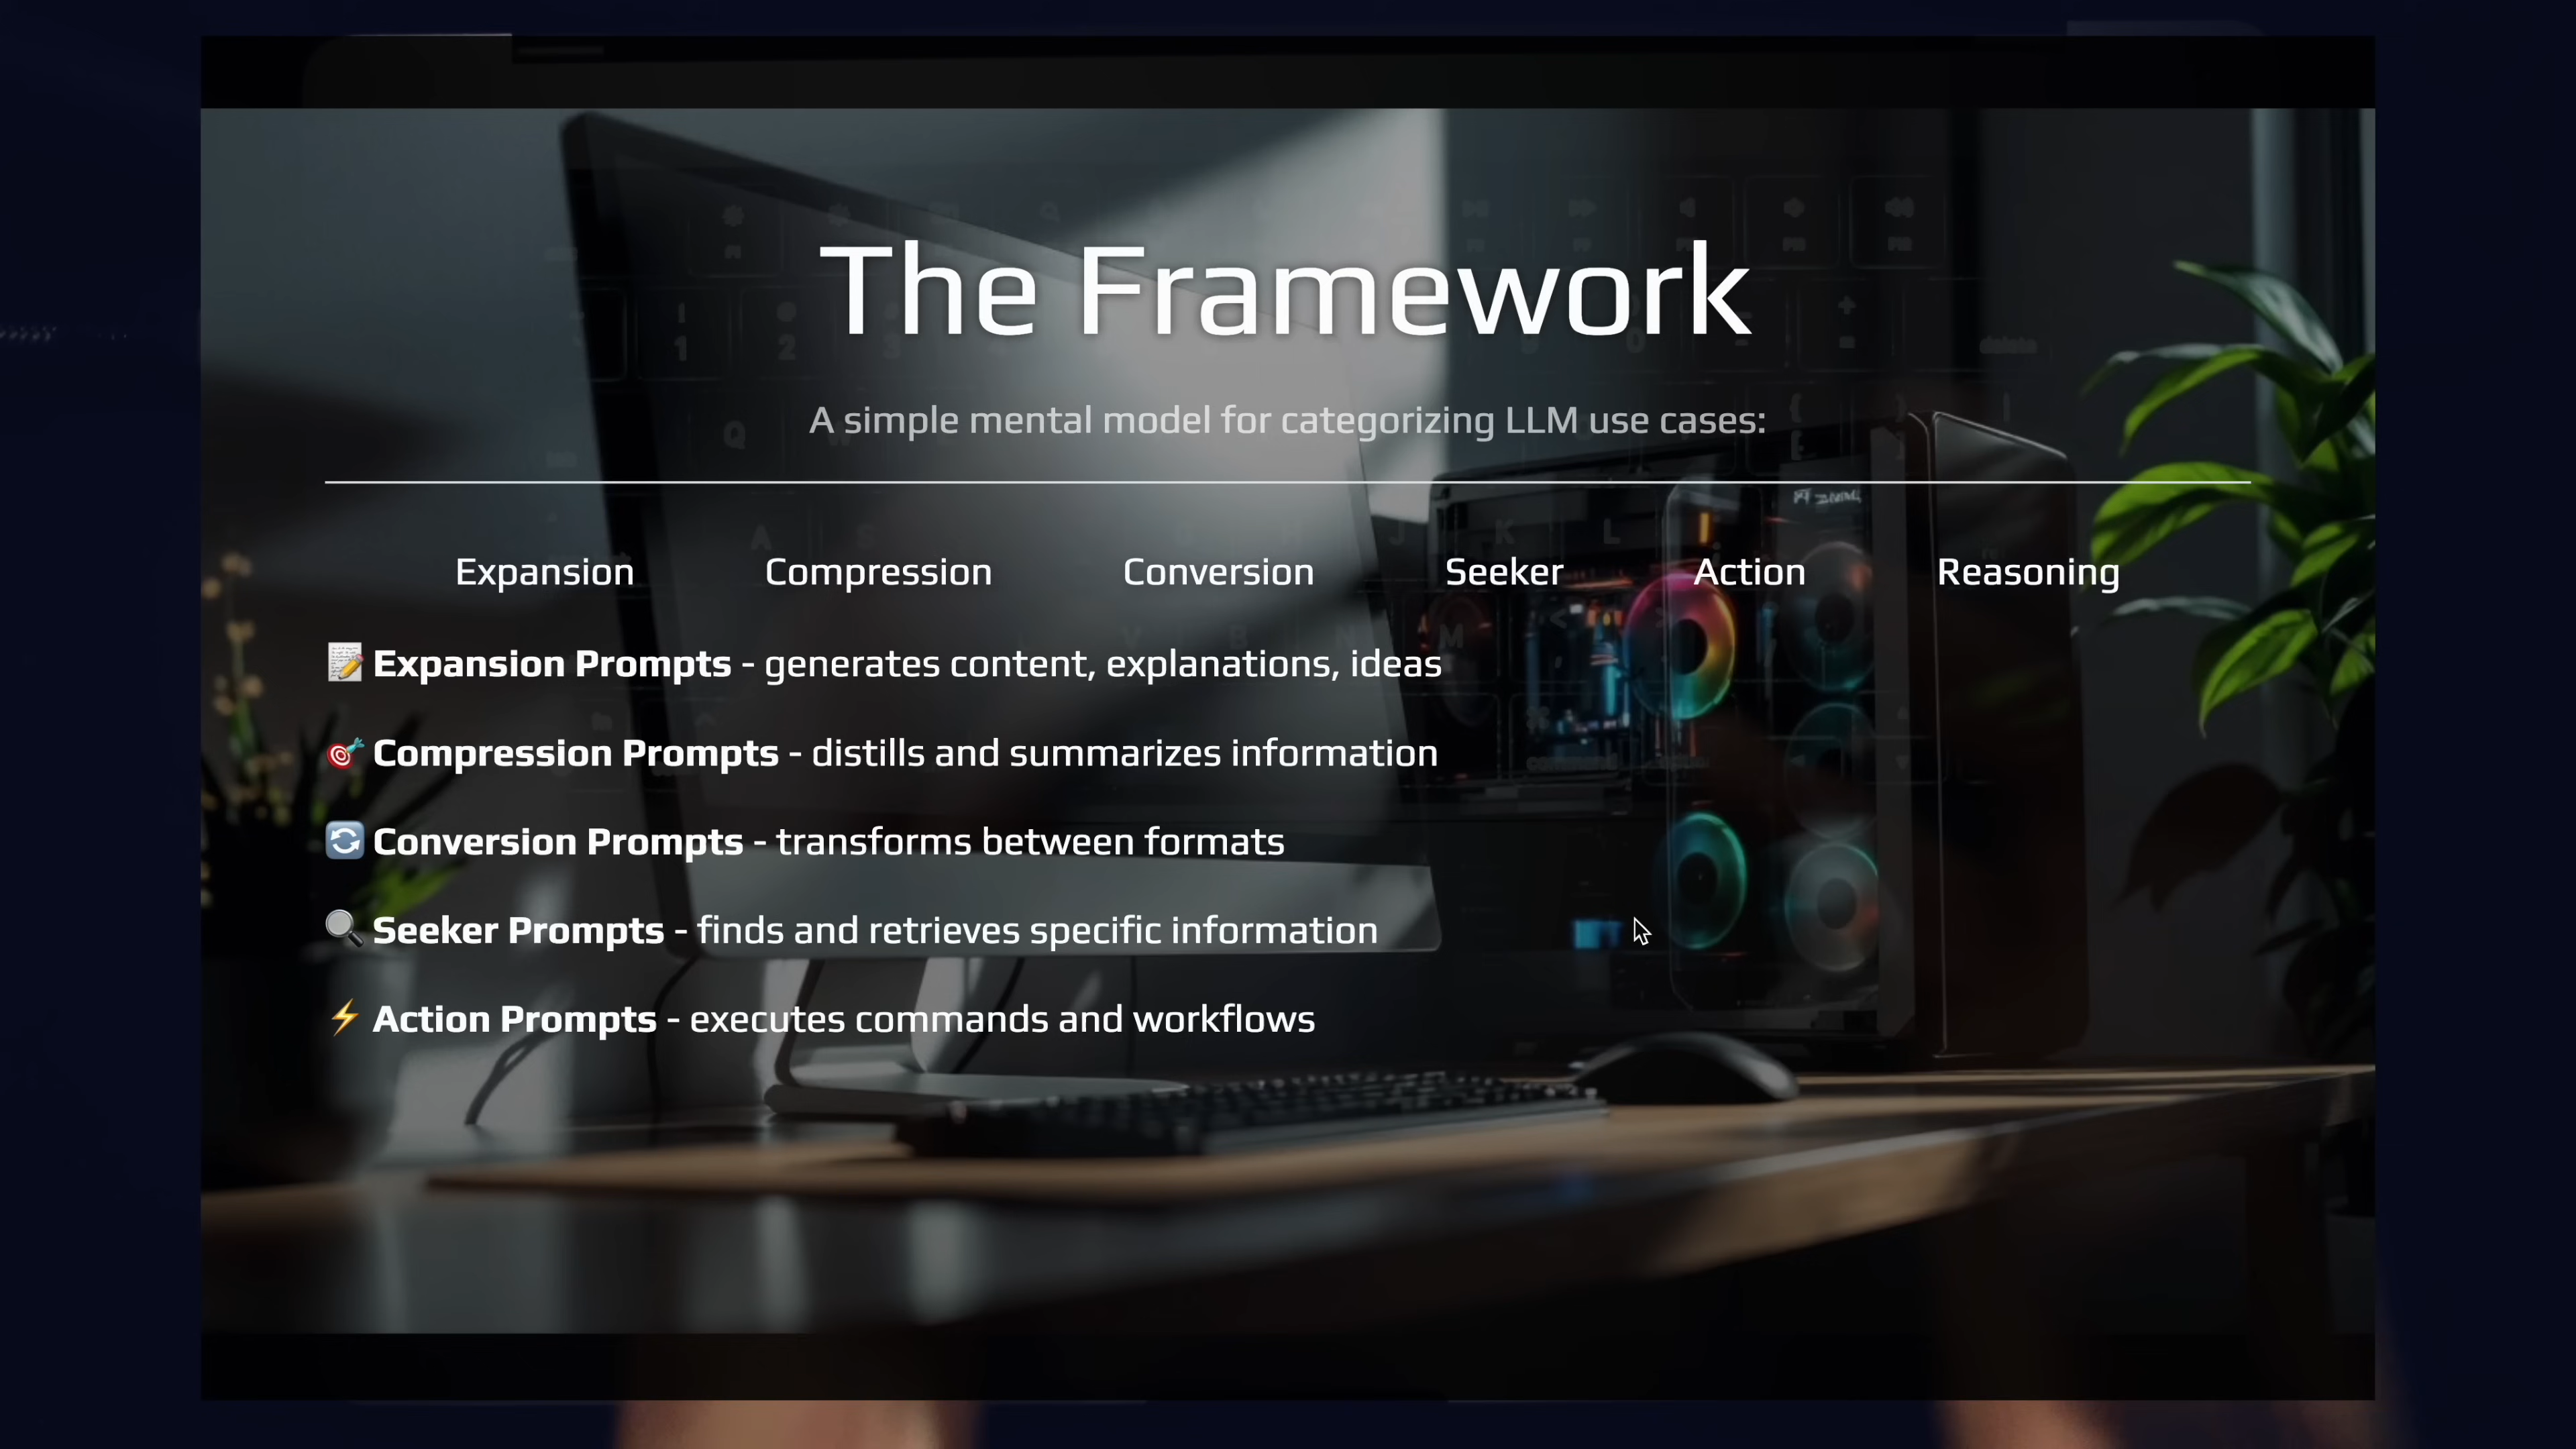 The Framework
A simple mental model for categorizing LLM use cases:
Expansion Compression Conversion Seeker Action Reasoning
📝 Expansion Prompts - generates content, explanations, ideas
🎯 Compression Prompts - distills and summarizes information
🔄 Conversion Prompts - transforms between formats
🔍 Seeker Prompts - finds and retrieves specific information
⚡ Action Prompts - executes commands and workflows